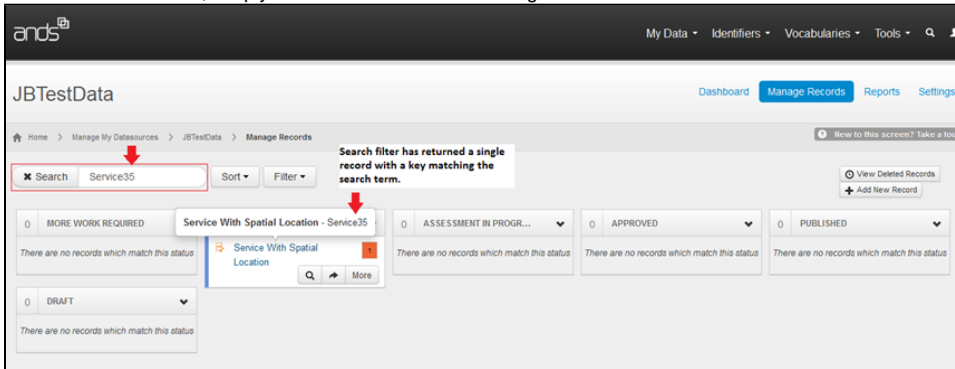 ands
My Data Identifiers Vocabularies Tools
JBTestData
Dashboard Manage Records Reports Settings
Home > Manage My Datasources > JBTestData > Manage Records
New to this screen? Take a tou
Search filter has returned a single
record with a key matching the
search term.
Search Service35 Sort Filter
View Deleted Records
Add New Record
0 MORE WORK REQUIRED
There are no records which match this status
Service With Spatial Location - Service35
Service With Spatial
Location
1
More
0 ASSESSMENT IN PROGR...
There are no records which match this status
0 APPROVED
There are no records which match this status
0 PUBLISHED
There are no records which match this status
0 DRAFT
There are no records which match this status